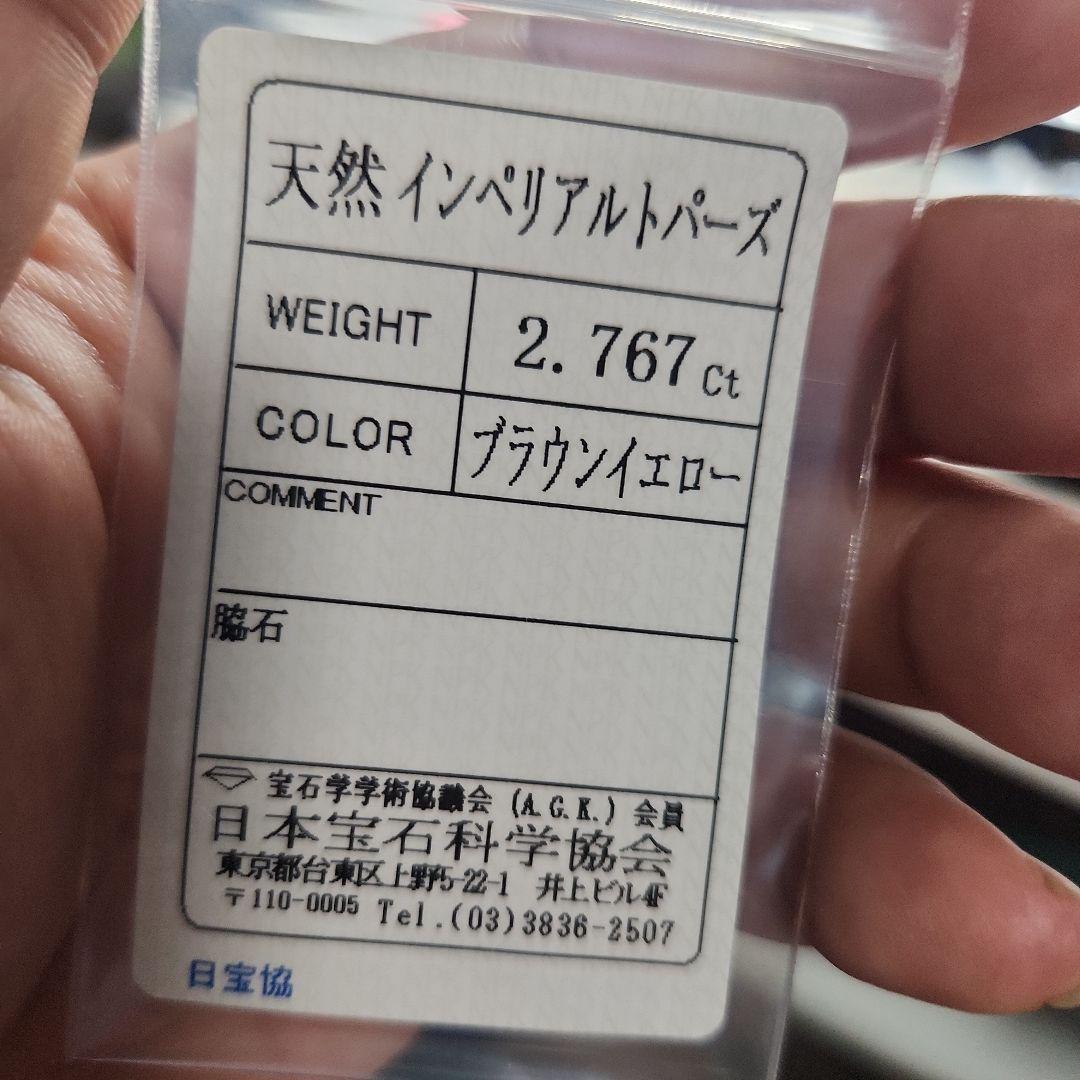 天然 インペリアルトパーズ
WEIGHT 2.767 Ct
COLOR ブラウンイエロー
COMMENT
脇石
宝石学学術協議会 (A.G.K.) 会員
日本宝石科学協会
東京都台東区上野5-22-1 井上ビル4F
〒110-0005 Tel.(03)3836-2507
日宝協